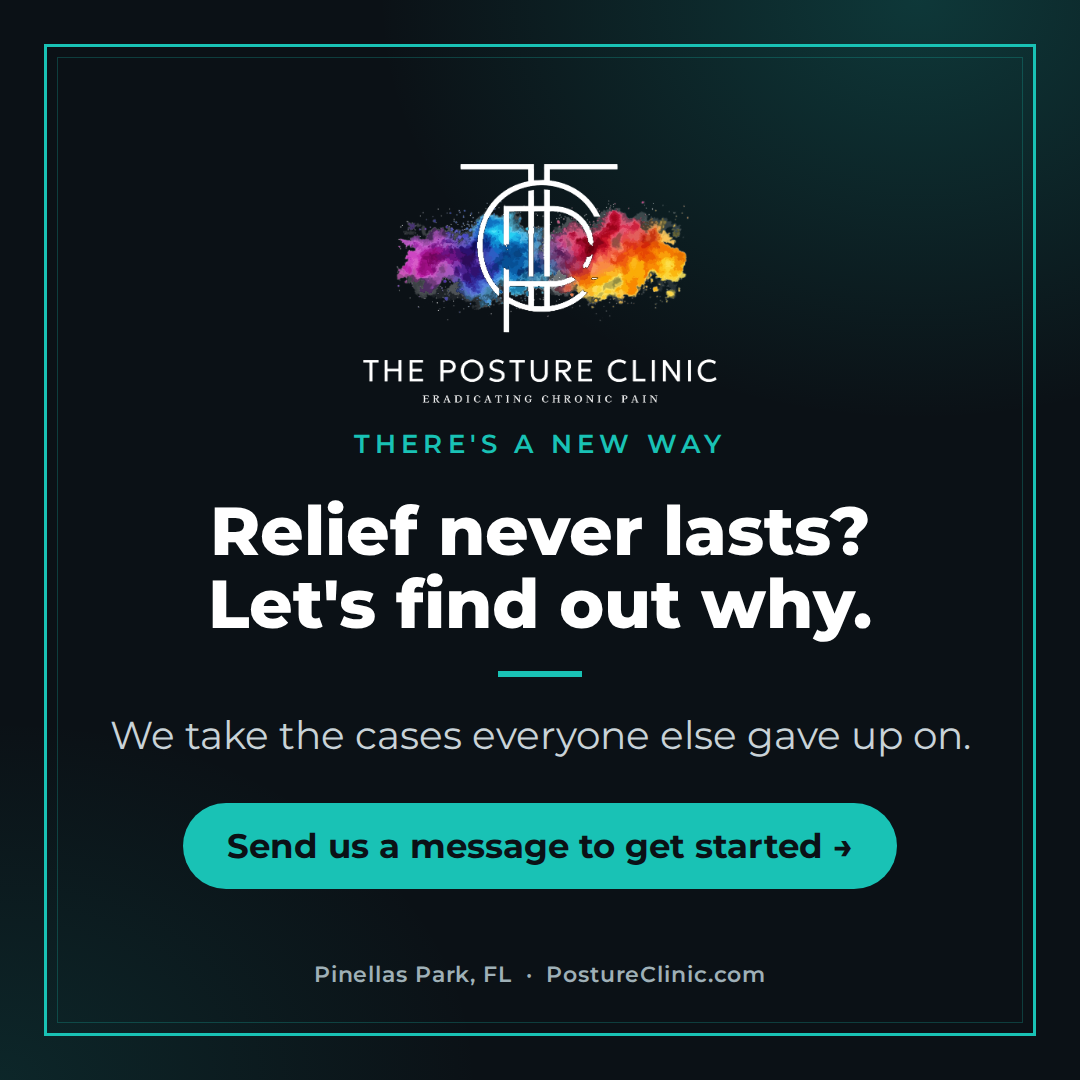 THE POSTURE CLINIC
ERADICATING CHRONIC PAIN
THERE'S A NEW WAY
Relief never lasts?
Let's find out why.
We take the cases everyone else gave up on.
Send us a message to get started →
Pinellas Park, FL · PostureClinic.com